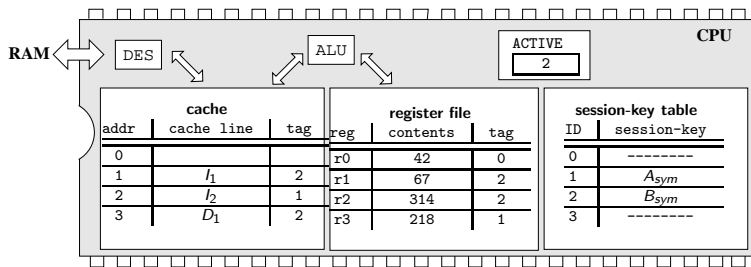 RAM
DES
ALU
ACTIVE
2
CPU
cache
addr cache line tag
0
1 I1 2
2 I2 1
3 D1 2
register file
reg contents tag
r0 42 0
r1 67 2
r2 314 2
r3 218 1
session-key table
ID session-key
0 --------
1 Asym
2 Bsym
3 --------